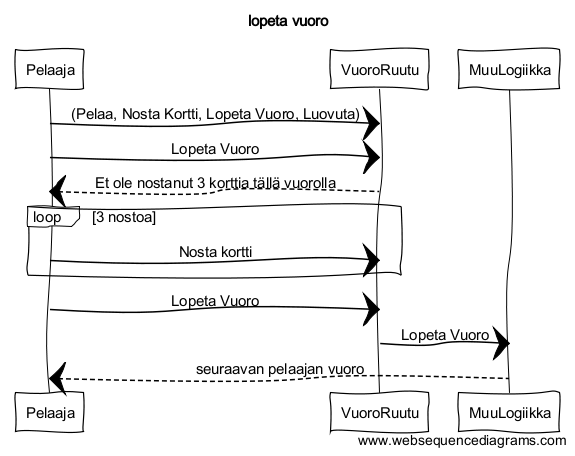 lopeta vuoro
Pelaaja VuoroRuutu MuuLogiikka
(Pelaa, Nosta Kortti, Lopeta Vuoro, Luovuta)
Lopeta Vuoro
Et ole nostanut 3 korttia tällä vuorolla
loop [3 nostoa]
Nosta kortti
Lopeta Vuoro
Lopeta Vuoro
seuraavan pelaajan vuoro
Pelaaja VuoroRuutu MuuLogiikka
www.websequencediagrams.com